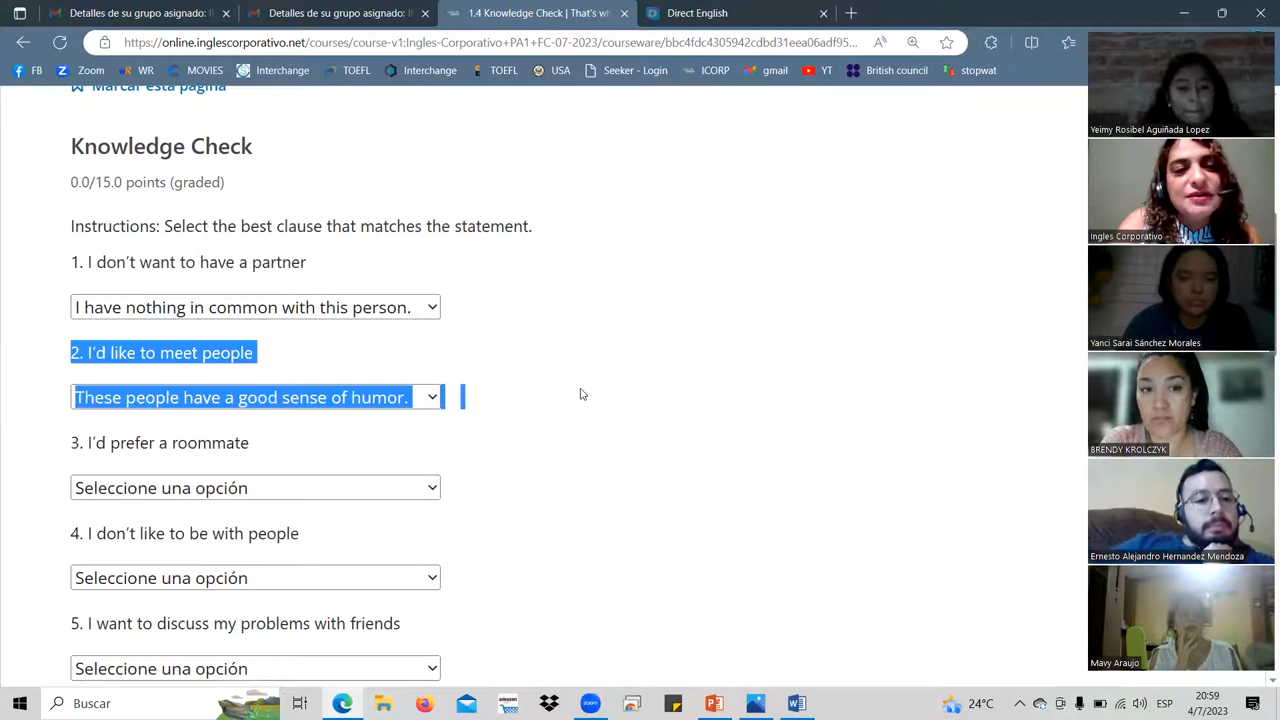 Detalles de su grupo asignado: I
Detalles de su grupo asignado: I
1.4 Knowledge Check | That's wh
Direct English
https://online.inglescorporativo.net/courses/course-v1:Ingles-Corporativo+PA1+FC-07-2023/courseware/bbc4fdc4305942cdbd31eea06adf95...
FB
Zoom
WR
MOVIES
Interchange
TOEFL
Interchange
TOEFL
USA
Seeker - Login
ICORP
gmail
YT
British council
stopwat
Marcar esta página
Knowledge Check
0.0/15.0 points (graded)
Instructions: Select the best clause that matches the statement.
1. I don’t want to have a partner
I have nothing in common with this person.
2. I’d like to meet people
These people have a good sense of humor.
3. I’d prefer a roommate
Seleccione una opción
4. I don’t like to be with people
Seleccione una opción
5. I want to discuss my problems with friends
Seleccione una opción
Yeimy Rosibel Aguiñada Lopez
Ingles Corporativo
Yanci Sarai Sánchez Morales
BRENDY KROLCZYK
Ernesto Alejandro Hernandez Mendoza
Mavy Araujo
Buscar
24°C
ESP
20:59
4/7/2023